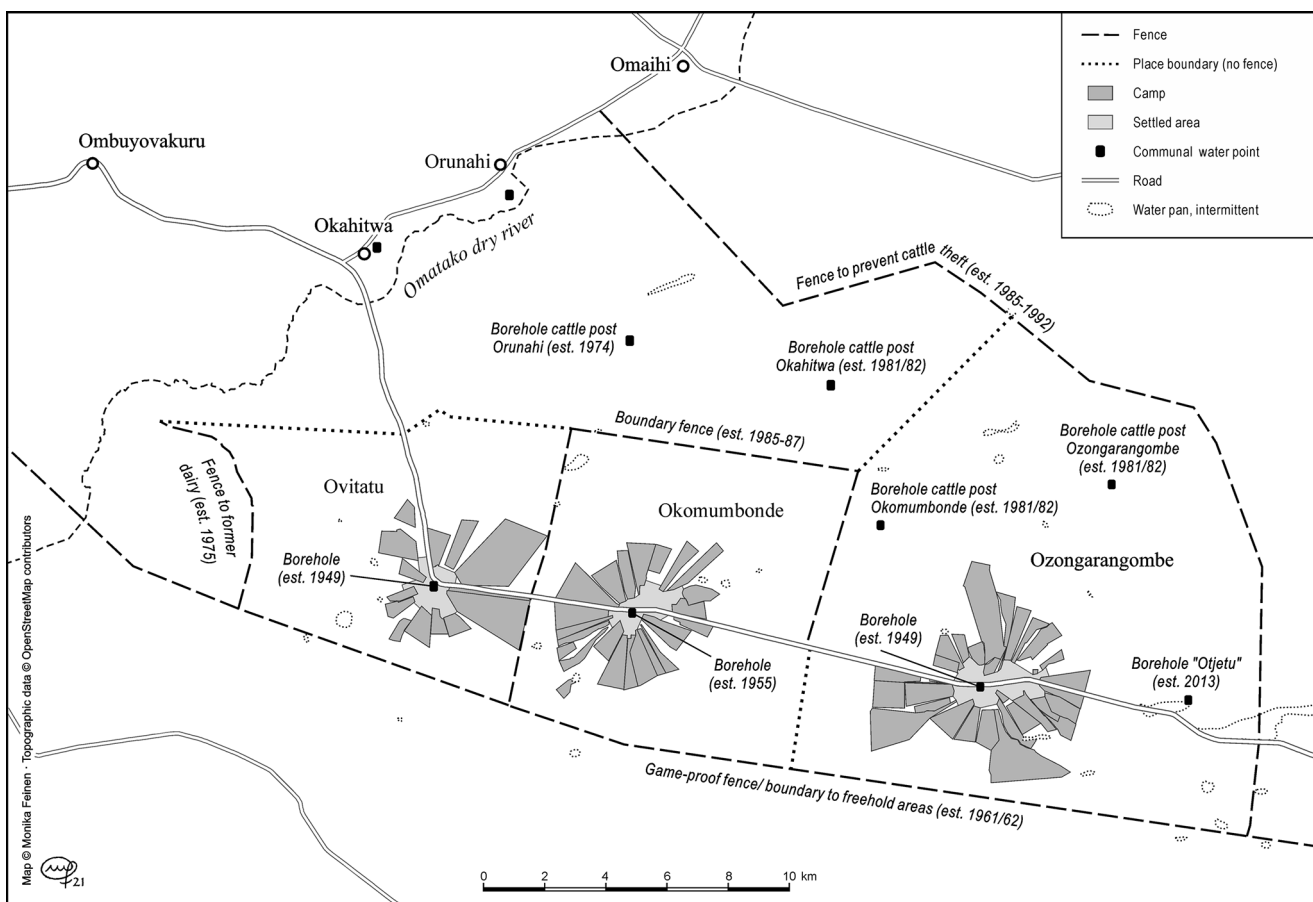 Omaihi
Ombuyovakuru
Orunahi
Okahitwa
Omatako dry river
Fence
Place boundary (no fence)
Camp
Settled area
Communal water point
Road
Water pan, intermittent
Fence to prevent cattle theft (est. 1985-1992)
Borehole cattle post
Orunahi (est. 1974)
Borehole cattle post
Okahitwa (est. 1981/82)
Boundary fence (est. 1985-87)
Borehole cattle post
Ozongarangombe
(est. 1981/82)
Fence to former
dairy (est. 1975)
Ovitatu
Okomumbonde
Borehole cattle post
Okomumbonde (est. 1981/82)
Ozongarangombe
Borehole
(est. 1949)
Borehole
(est. 1955)
Borehole
(est. 1949)
Borehole "Otjetu"
(est. 2013)
Game-proof fence/ boundary to freehold areas (est. 1961/62)
Map © Monika Feinen · Topographic data © OpenStreetMap contributors
21
0 2 4 6 8 10 km